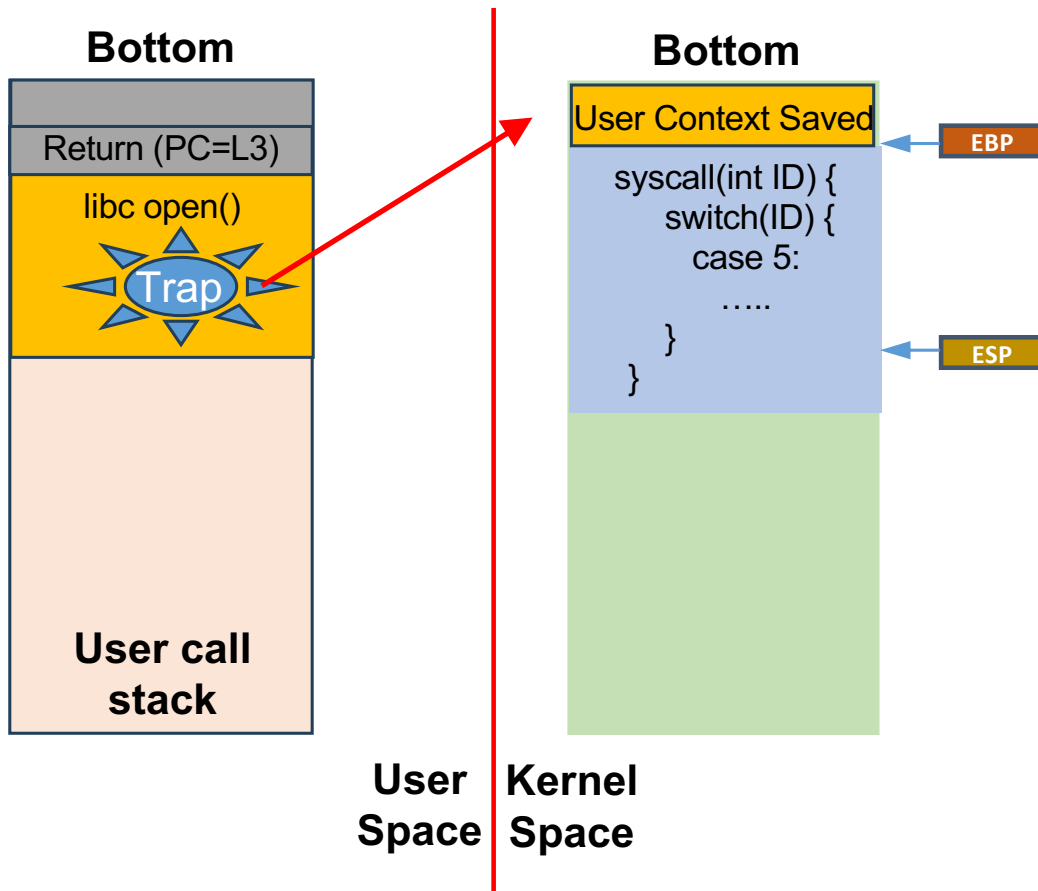 Bottom
Return (PC=L3)
libc open()
Trap
User call
stack
User
Space
Bottom
User Context Saved
EBP
syscall(int ID) {
switch(ID) {
case 5:
…..
}
ESP
}
Kernel
Space